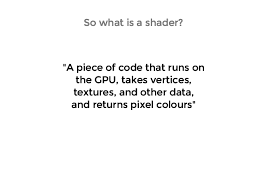 So what is a shader?
"A piece of code that runs on
the GPU, takes vertices,
textures, and other data,
and returns pixel colours"